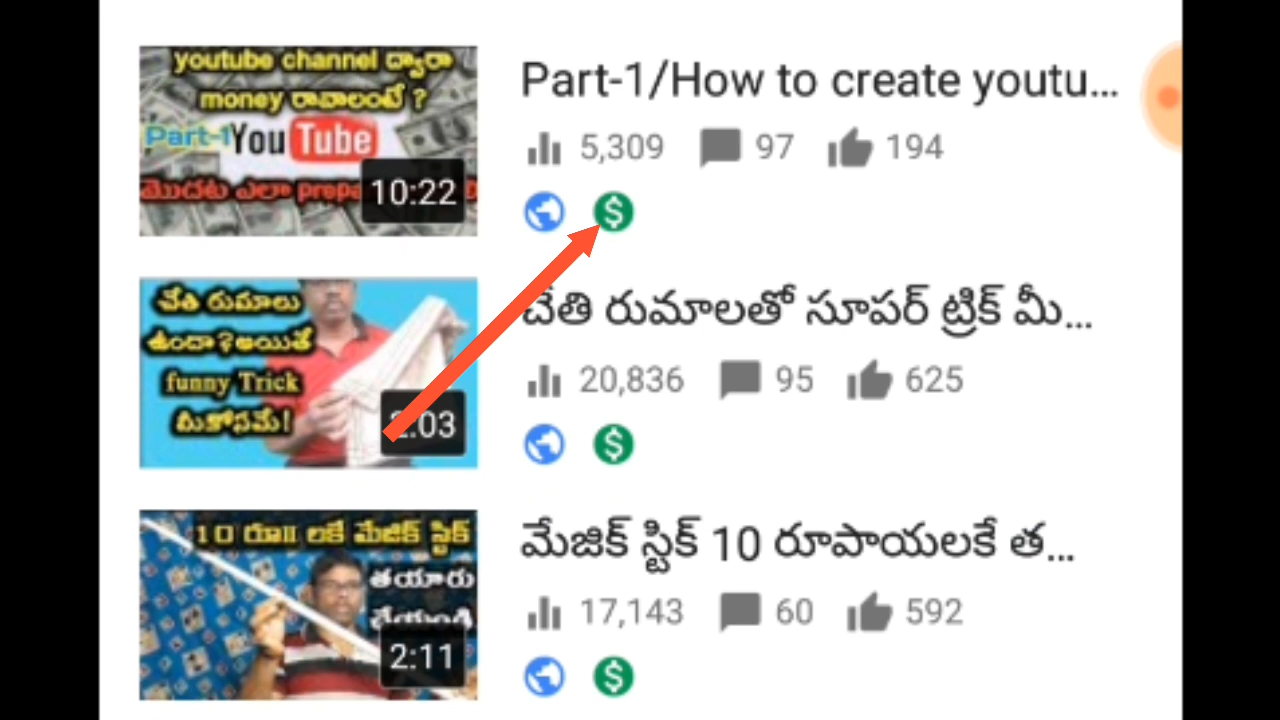 youtube channel ద్వారా
money రావాలంటే ?
Part-1 YouTube
మొదట ఎలా prepa
10:22
Part-1/How to create youtu...
5,309 97 194
చేతి రుమాలు
ఉందా?అయితే
funny Trick
మీకోసమే!
2:03
చేతి రుమాలతో సూపర్ ట్రిక్ మీ...
20,836 95 625
10 రూ॥ లకే మేజిక్ స్టిక్
తయారు
చేయండి
2:11
మేజిక్ స్టిక్ 10 రూపాయలకే త...
17,143 60 592